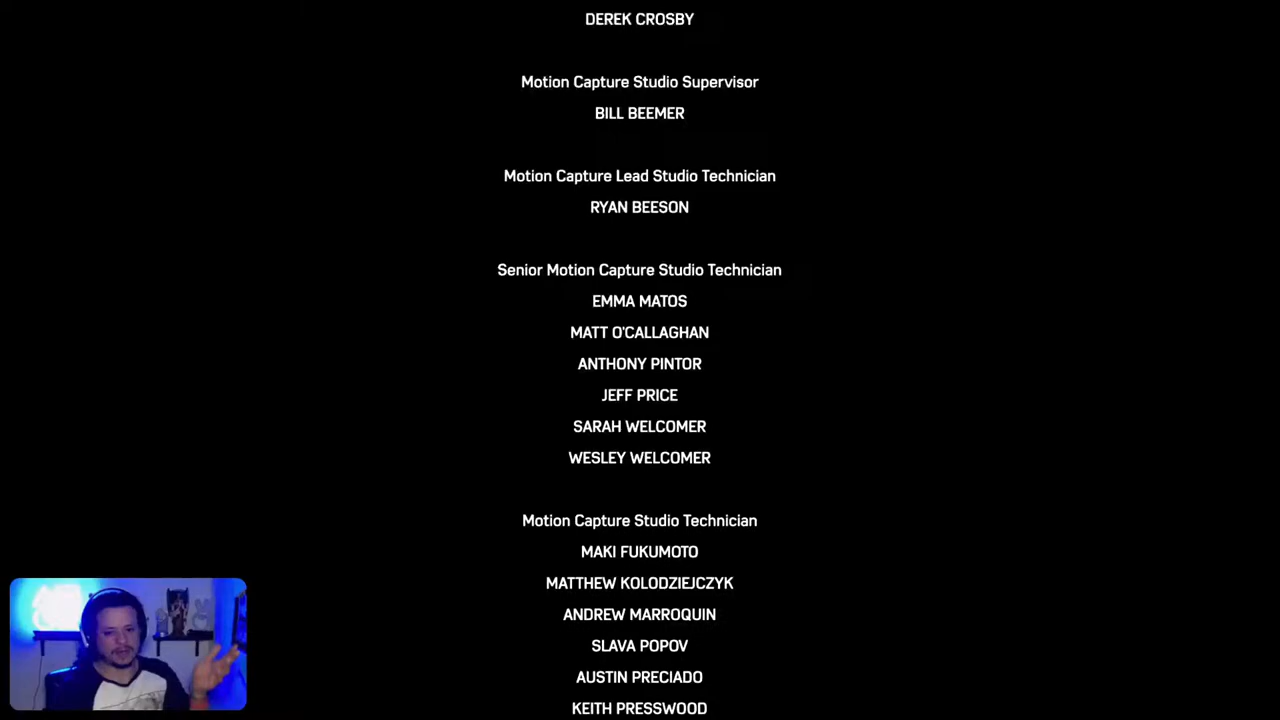 DEREK CROSBY
Motion Capture Studio Supervisor
BILL BEEMER
Motion Capture Lead Studio Technician
RYAN BEESON
Senior Motion Capture Studio Technician
EMMA MATOS
MATT O'CALLAGHAN
ANTHONY PINTOR
JEFF PRICE
SARAH WELCOMER
WESLEY WELCOMER
Motion Capture Studio Technician
MAKI FUKUMOTO
MATTHEW KOLODZIEJCZYK
ANDREW MARROQUIN
SLAVA POPOV
AUSTIN PRECIADO
KEITH PRESSWOOD